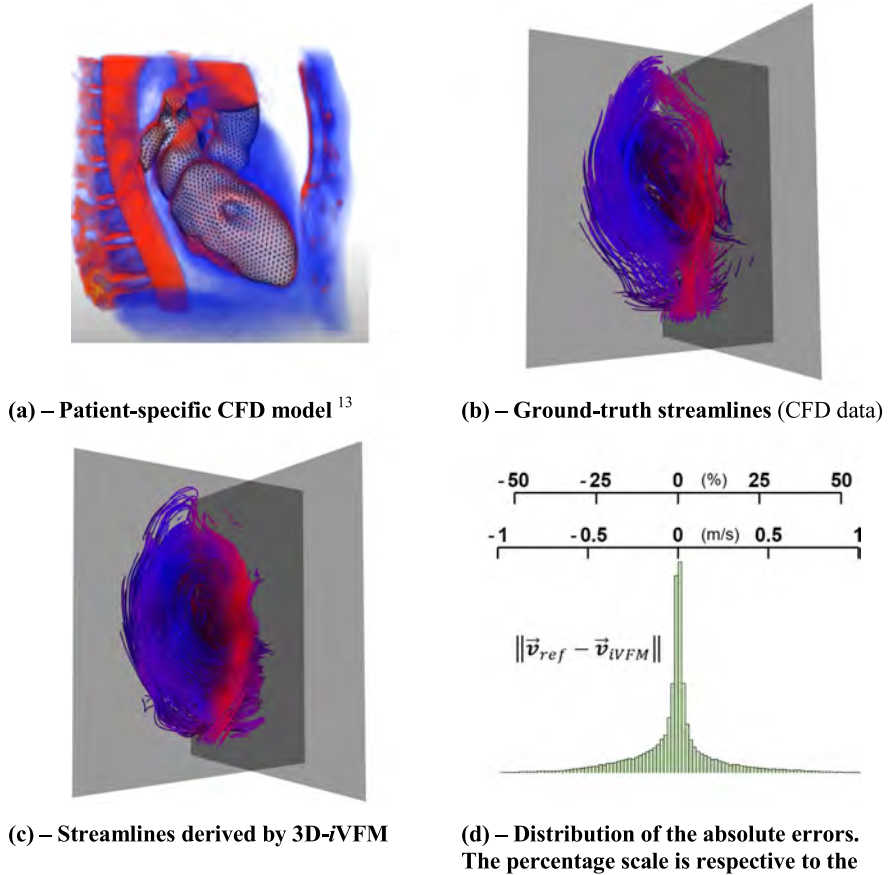 (a) – Patient-specific CFD model 13
(b) – Ground-truth streamlines (CFD data)
-50 -25 0 (%) 25 50
-1 -0.5 0 (m/s) 0.5 1
‖v⃗ref − v⃗iVFM‖
(c) – Streamlines derived by 3D-iVFM
(d) – Distribution of the absolute errors.
The percentage scale is respective to the